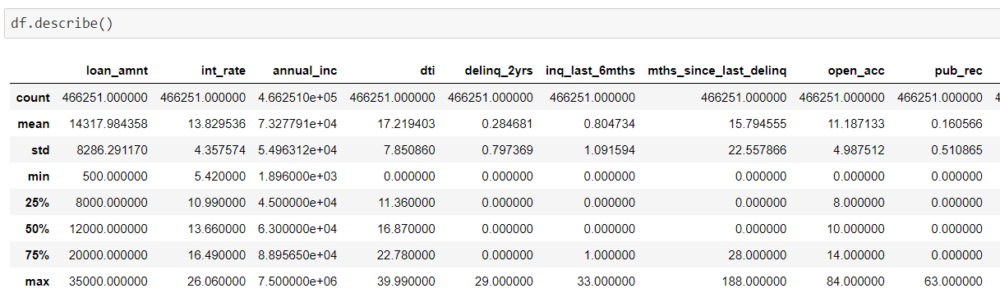 df.describe()
loan_amnt int_rate annual_inc dti delinq_2yrs inq_last_6mths mths_since_last_delinq open_acc pub_rec
count 466251.000000 466251.000000 4.662510e+05 466251.000000 466251.000000 466251.000000 466251.000000 466251.000000 466251.000000
mean 14317.984358 13.829536 7.327791e+04 17.219403 0.284681 0.804734 15.794555 11.187133 0.160566
std 8286.291170 4.357574 5.496312e+04 7.850860 0.797369 1.091594 22.557866 4.987512 0.510865
min 500.000000 5.420000 1.896000e+03 0.000000 0.000000 0.000000 0.000000 0.000000 0.000000
25% 8000.000000 10.990000 4.500000e+04 11.360000 0.000000 0.000000 0.000000 8.000000 0.000000
50% 12000.000000 13.660000 6.300000e+04 16.870000 0.000000 0.000000 0.000000 10.000000 0.000000
75% 20000.000000 16.490000 8.895650e+04 22.780000 0.000000 1.000000 28.000000 14.000000 0.000000
max 35000.000000 26.060000 7.500000e+06 39.990000 29.000000 33.000000 188.000000 84.000000 63.000000